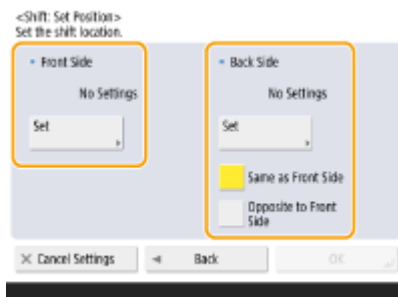 <Shift: Set Position>
Set the shift location.
• Front Side
No Settings
Set
• Back Side
No Settings
Set
Same as Front Side
Opposite to Front
Side
× Cancel Settings
◄ Back
OK